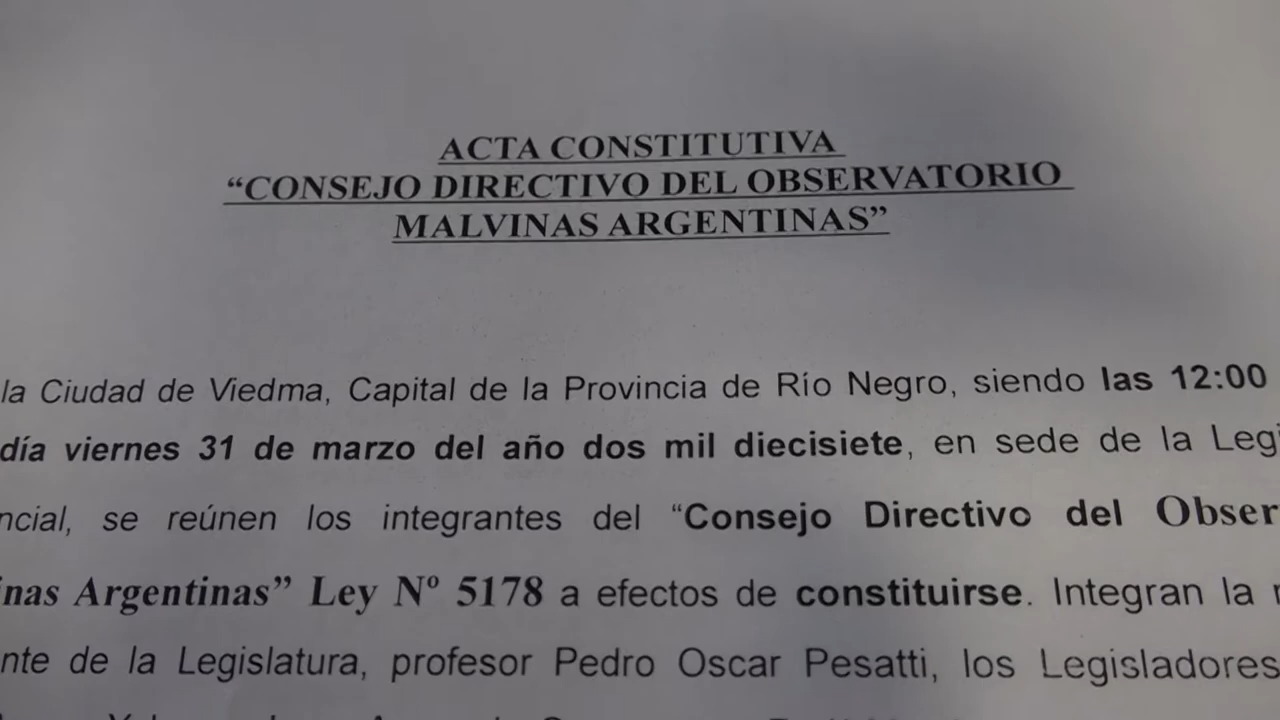 ACTA CONSTITUTIVA
“CONSEJO DIRECTIVO DEL OBSERVATORIO
MALVINAS ARGENTINAS”
la Ciudad de Viedma, Capital de la Provincia de Río Negro, siendo las 12:00
día viernes 31 de marzo del año dos mil diecisiete, en sede de la Legi
ncial, se reúnen los integrantes del “Consejo Directivo del Obser
inas Argentinas” Ley Nº 5178 a efectos de constituirse. Integran la
nte de la Legislatura, profesor Pedro Oscar Pesatti, los Legisladores